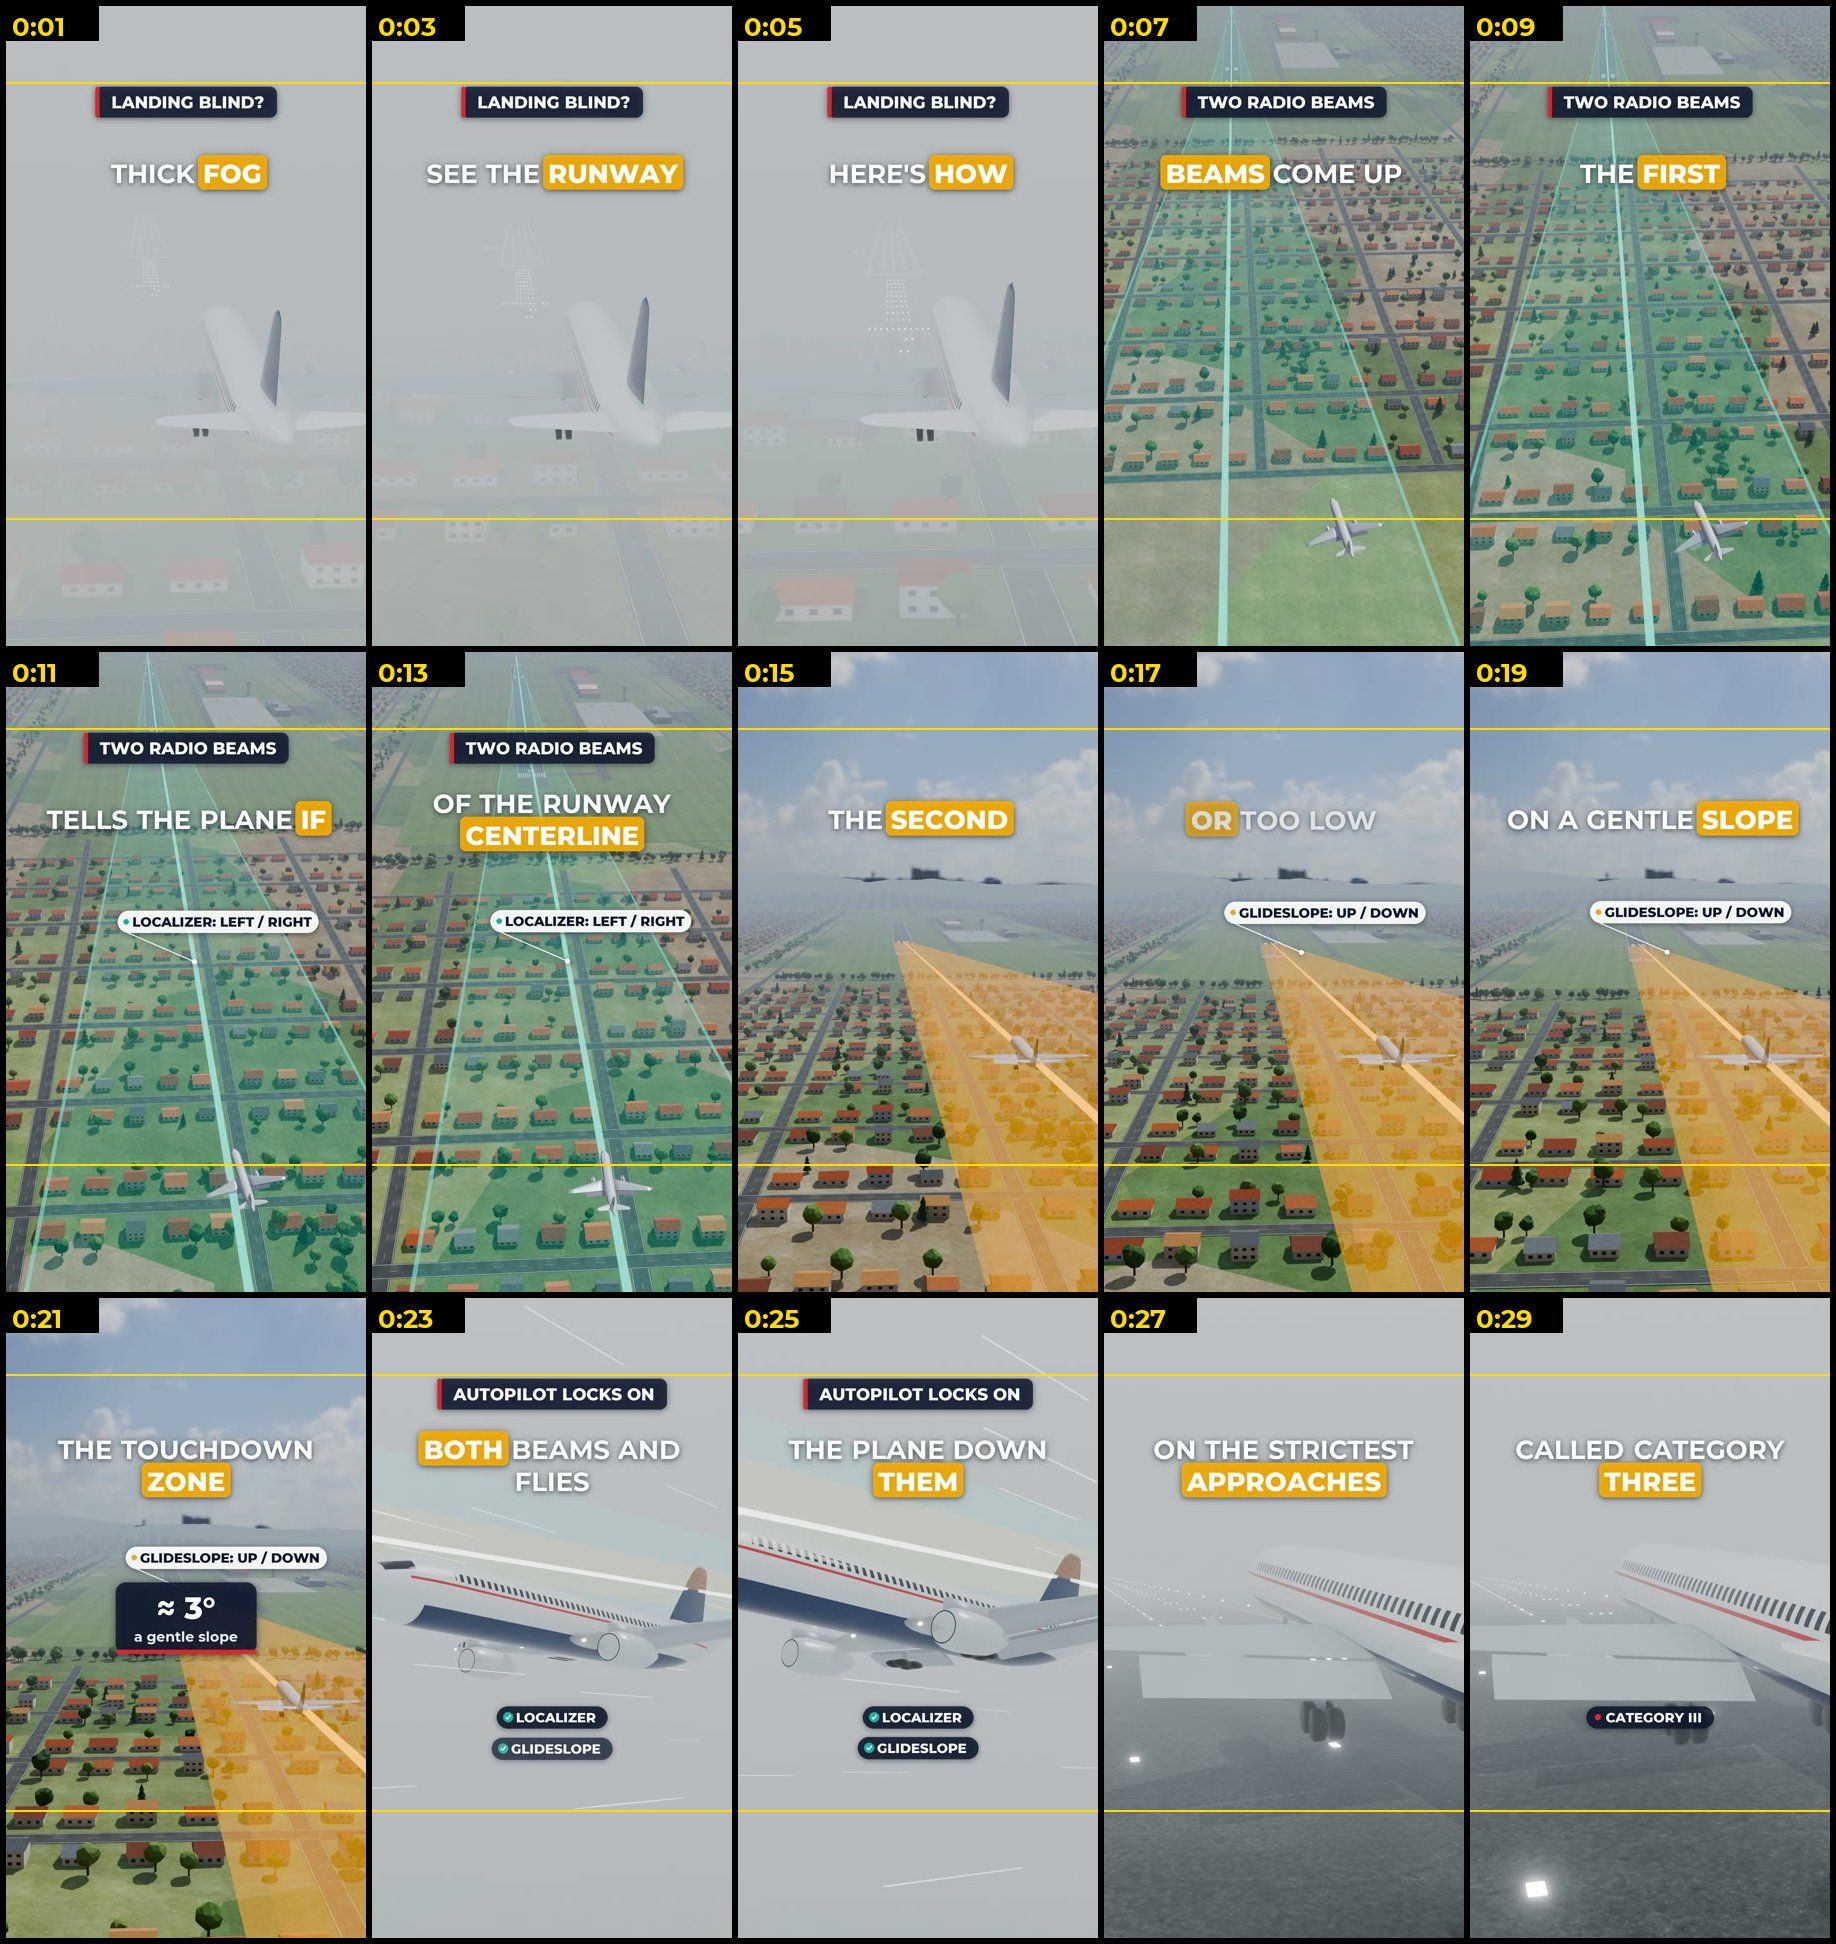 0:01
LANDING BLIND?
THICK FOG
0:03
LANDING BLIND?
SEE THE RUNWAY
0:05
LANDING BLIND?
HERE'S HOW
0:07
TWO RADIO BEAMS
BEAMS COME UP
0:09
TWO RADIO BEAMS
THE FIRST
0:11
TWO RADIO BEAMS
TELLS THE PLANE IF
LOCALIZER: LEFT / RIGHT
0:13
TWO RADIO BEAMS
OF THE RUNWAY
CENTERLINE
LOCALIZER: LEFT / RIGHT
0:15
THE SECOND
0:17
OR TOO LOW
GLIDESLOPE: UP / DOWN
0:19
ON A GENTLE SLOPE
GLIDESLOPE: UP / DOWN
0:21
THE TOUCHDOWN
ZONE
GLIDESLOPE: UP / DOWN
≈ 3°
a gentle slope
0:23
AUTOPILOT LOCKS ON
BOTH BEAMS AND
FLIES
LOCALIZER
GLIDESLOPE
0:25
AUTOPILOT LOCKS ON
THE PLANE DOWN
THEM
LOCALIZER
GLIDESLOPE
0:27
ON THE STRICTEST
APPROACHES
0:29
CALLED CATEGORY
THREE
CATEGORY III